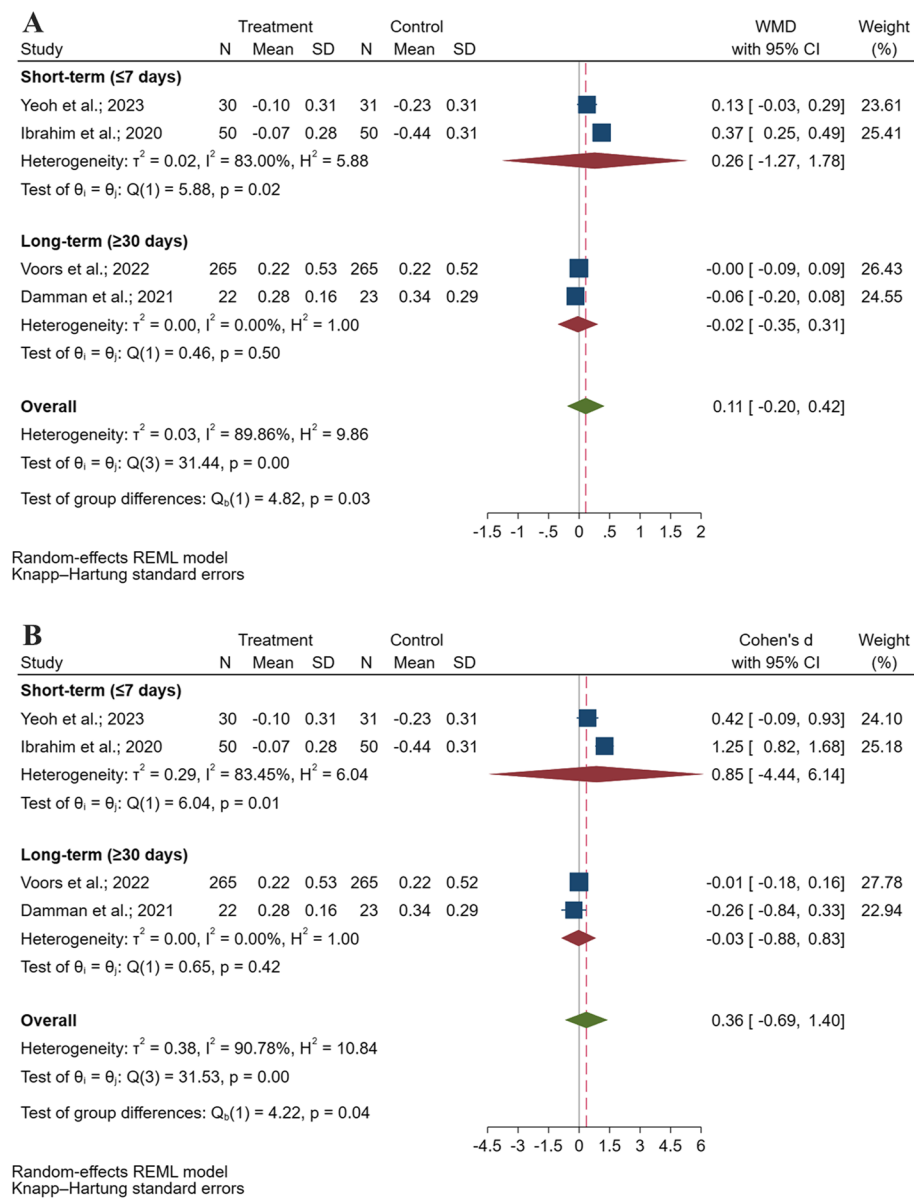 A
Treatment Control WMD Weight
Study N Mean SD N Mean SD with 95% CI (%)
Short-term (≤7 days)
Yeoh et al.; 2023 30 -0.10 0.31 31 -0.23 0.31 0.13 [ -0.03, 0.29] 23.61
Ibrahim et al.; 2020 50 -0.07 0.28 50 -0.44 0.31 0.37 [ 0.25, 0.49] 25.41
Heterogeneity: τ² = 0.02, I² = 83.00%, H² = 5.88 0.26 [ -1.27, 1.78]
Test of θᵢ = θⱼ: Q(1) = 5.88, p = 0.02
Long-term (≥30 days)
Voors et al.; 2022 265 0.22 0.53 265 0.22 0.52 -0.00 [ -0.09, 0.09] 26.43
Damman et al.; 2021 22 0.28 0.16 23 0.34 0.29 -0.06 [ -0.20, 0.08] 24.55
Heterogeneity: τ² = 0.00, I² = 0.00%, H² = 1.00 -0.02 [ -0.35, 0.31]
Test of θᵢ = θⱼ: Q(1) = 0.46, p = 0.50
Overall 0.11 [ -0.20, 0.42]
Heterogeneity: τ² = 0.03, I² = 89.86%, H² = 9.86
Test of θᵢ = θⱼ: Q(3) = 31.44, p = 0.00
Test of group differences: Q_b(1) = 4.82, p = 0.03
-1.5 -1 -.5 0 .5 1 1.5 2
Random-effects REML model
Knapp–Hartung standard errors
B
Treatment Control Cohen's d Weight
Study N Mean SD N Mean SD with 95% CI (%)
Short-term (≤7 days)
Yeoh et al.; 2023 30 -0.10 0.31 31 -0.23 0.31 0.42 [ -0.09, 0.93] 24.10
Ibrahim et al.; 2020 50 -0.07 0.28 50 -0.44 0.31 1.25 [ 0.82, 1.68] 25.18
Heterogeneity: τ² = 0.29, I² = 83.45%, H² = 6.04 0.85 [ -4.44, 6.14]
Test of θᵢ = θⱼ: Q(1) = 6.04, p = 0.01
Long-term (≥30 days)
Voors et al.; 2022 265 0.22 0.53 265 0.22 0.52 -0.01 [ -0.18, 0.16] 27.78
Damman et al.; 2021 22 0.28 0.16 23 0.34 0.29 -0.26 [ -0.84, 0.33] 22.94
Heterogeneity: τ² = 0.00, I² = 0.00%, H² = 1.00 -0.03 [ -0.88, 0.83]
Test of θᵢ = θⱼ: Q(1) = 0.65, p = 0.42
Overall 0.36 [ -0.69, 1.40]
Heterogeneity: τ² = 0.38, I² = 90.78%, H² = 10.84
Test of θᵢ = θⱼ: Q(3) = 31.53, p = 0.00
Test of group differences: Q_b(1) = 4.22, p = 0.04
-4.5 -3 -1.5 0 1.5 3 4.5 6
Random-effects REML model
Knapp–Hartung standard errors